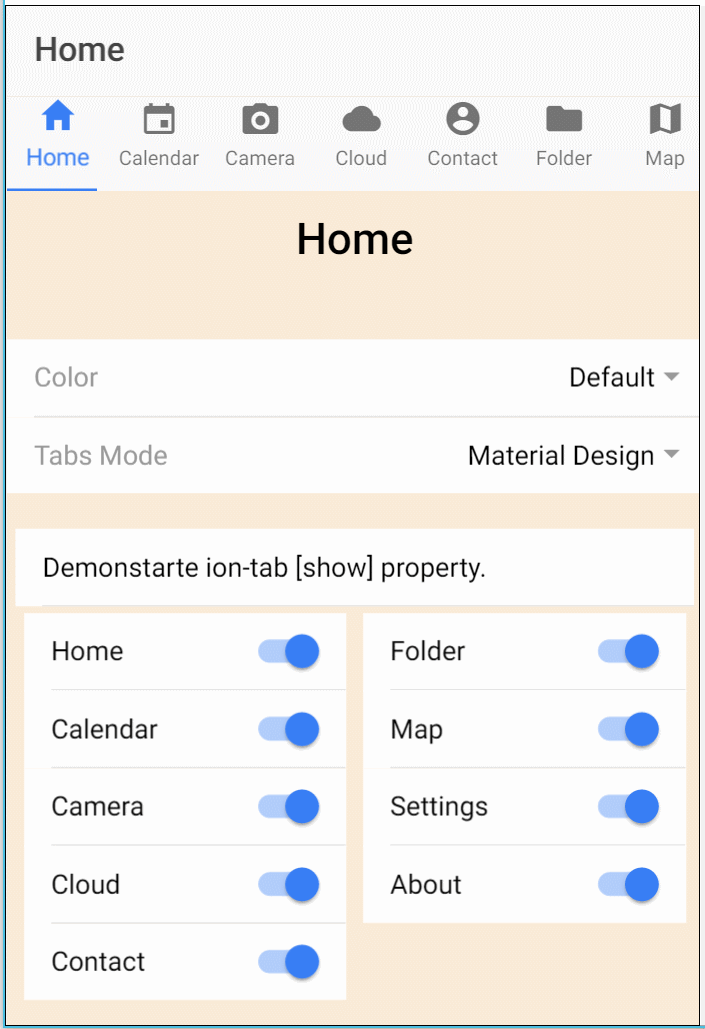 Home
Home Calendar Camera Cloud Contact Folder Map
Home
Color Default
Tabs Mode Material Design
Demonstarte ion-tab [show] property.
Home Folder
Calendar Map
Camera Settings
Cloud About
Contact